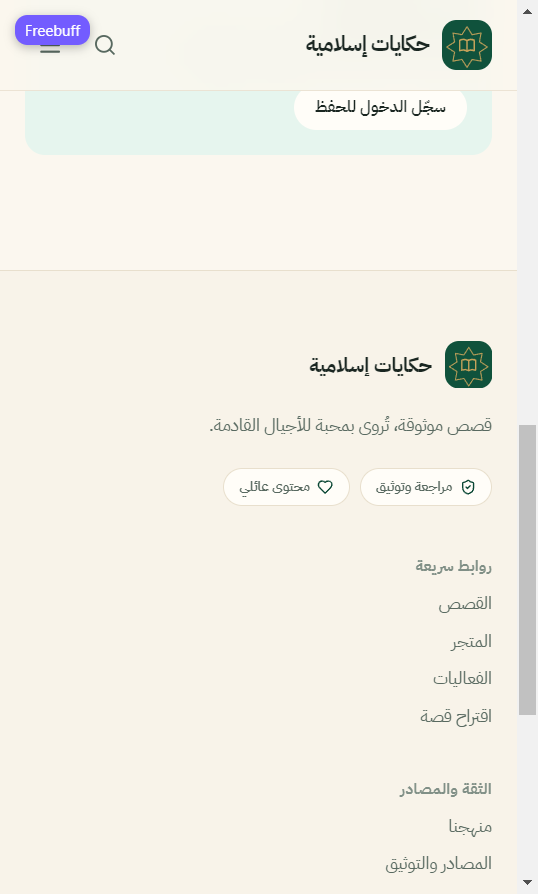 Freebuff
حكايات إسلامية
سجّل الدخول للحفظ
حكايات إسلامية
قصص موثوقة، تُروى بمحبة للأجيال القادمة.
مراجعة وتوثيق
محتوى عائلي
روابط سريعة
القصص
المتجر
الفعاليات
اقتراح قصة
الثقة والمصادر
منهجنا
المصادر والتوثيق